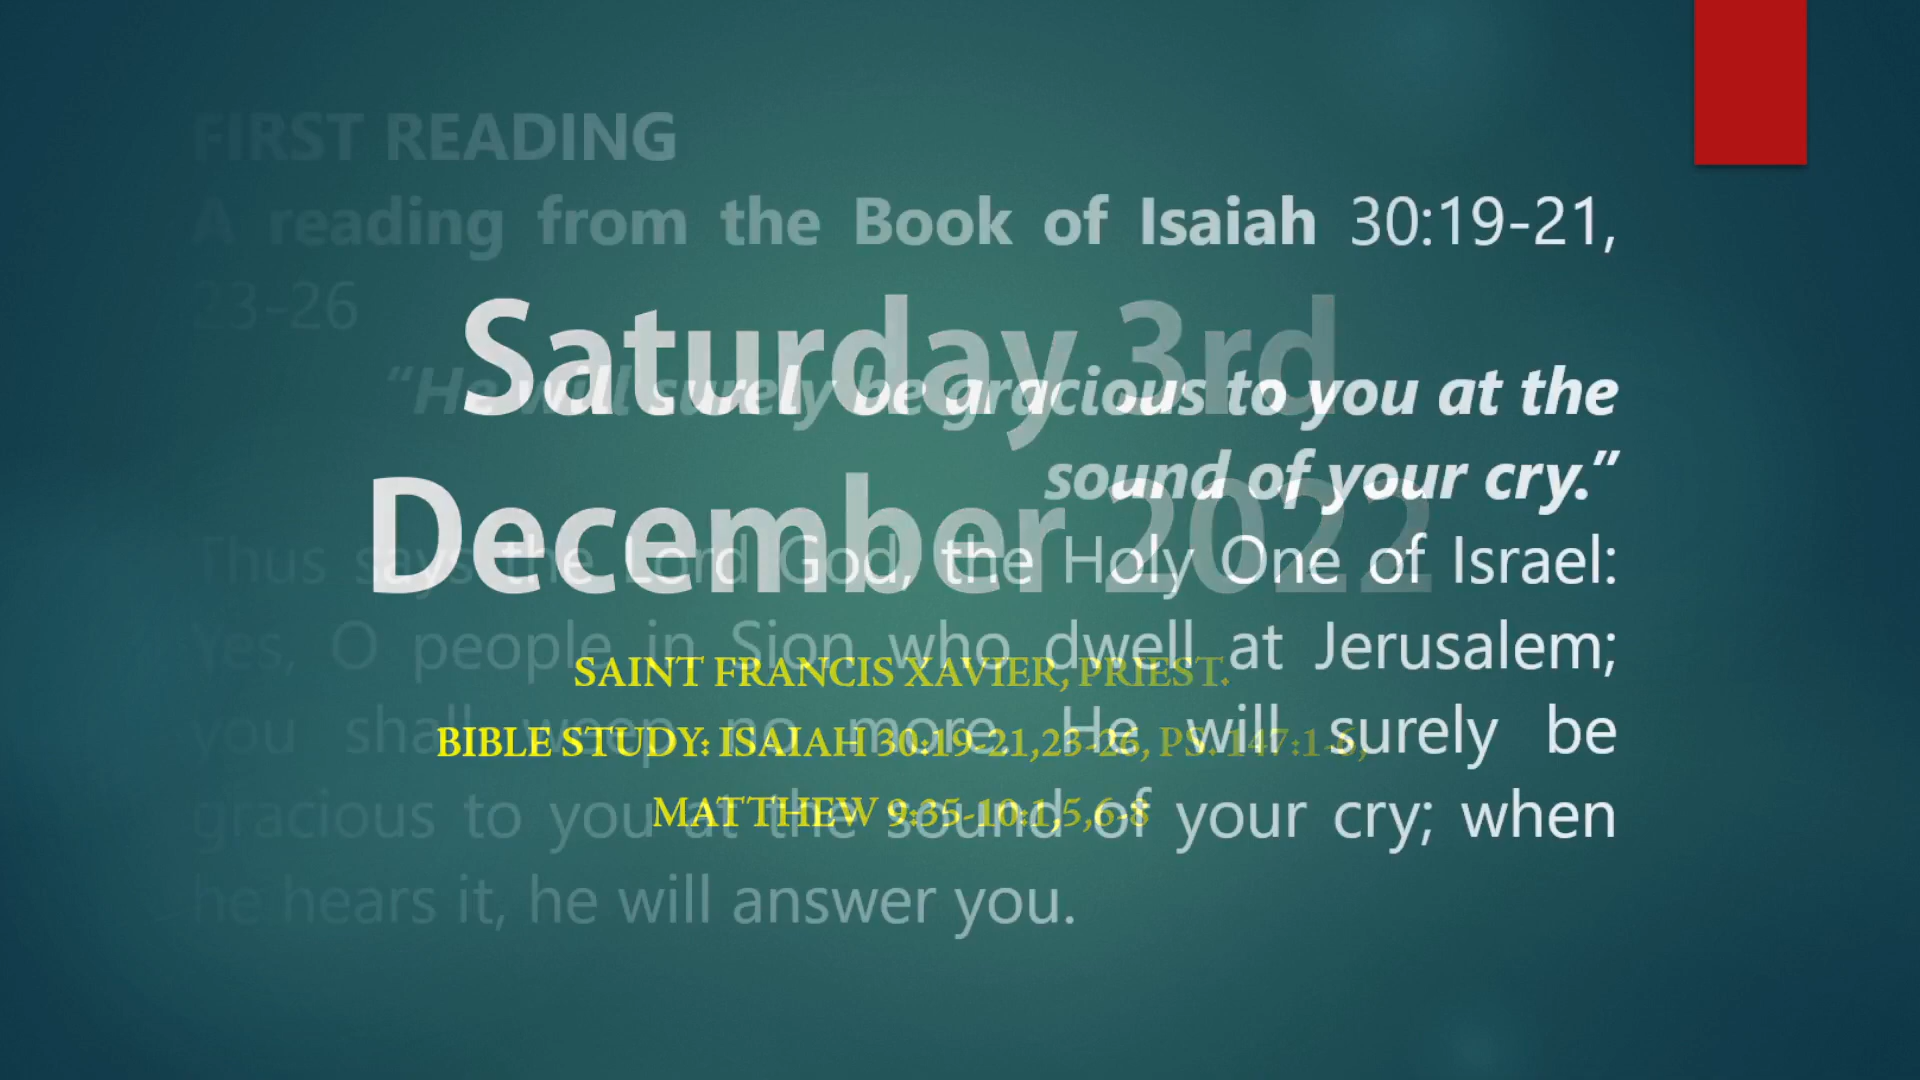 FIRST READING
A reading from the Book of Isaiah 30:19-21,
23-26
Saturday 3rd
“He will surely be gracious to you at the
sound of your cry.”
December 2022
Thus says the Lord God, the Holy One of Israel:
Yes, O people in Sion who dwell at Jerusalem;
SAINT FRANCIS XAVIER, PRIEST.
you shall weep no more. He will surely be
BIBLE STUDY: ISAIAH 30:19-21,23-26, PS. 147:1-6,
gracious to you at the sound of your cry; when
MATTHEW 9:35-10:1,5,6-8
he hears it, he will answer you.